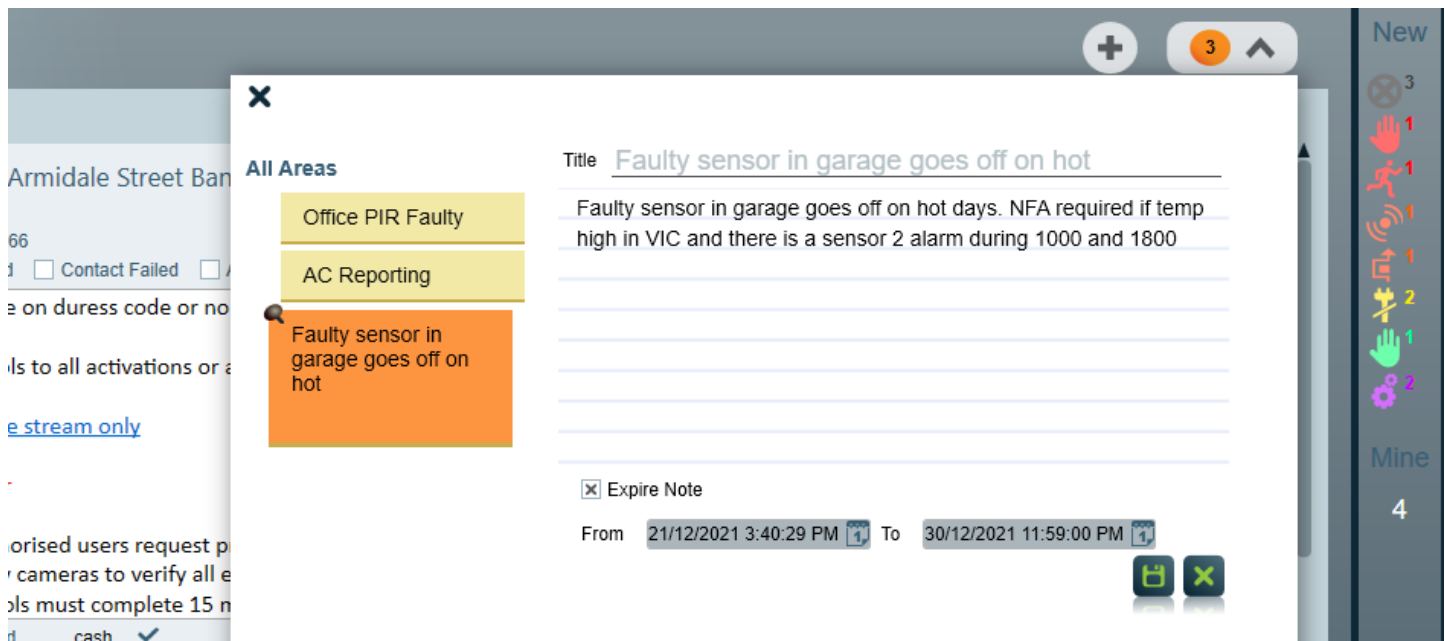 New
3
3
1
1
1
1
2
1
2
Mine
4
Armidale Street Ban
66
Contact Failed
e on duress code or no
ls to all activations or a
e stream only
orised users request p
cameras to verify all e
ols must complete 15 m
cash
All Areas
Office PIR Faulty
AC Reporting
Faulty sensor in
garage goes off on
hot
Title Faulty sensor in garage goes off on hot
Faulty sensor in garage goes off on hot days. NFA required if temp
high in VIC and there is a sensor 2 alarm during 1000 and 1800
Expire Note
From 21/12/2021 3:40:29 PM To 30/12/2021 11:59:00 PM